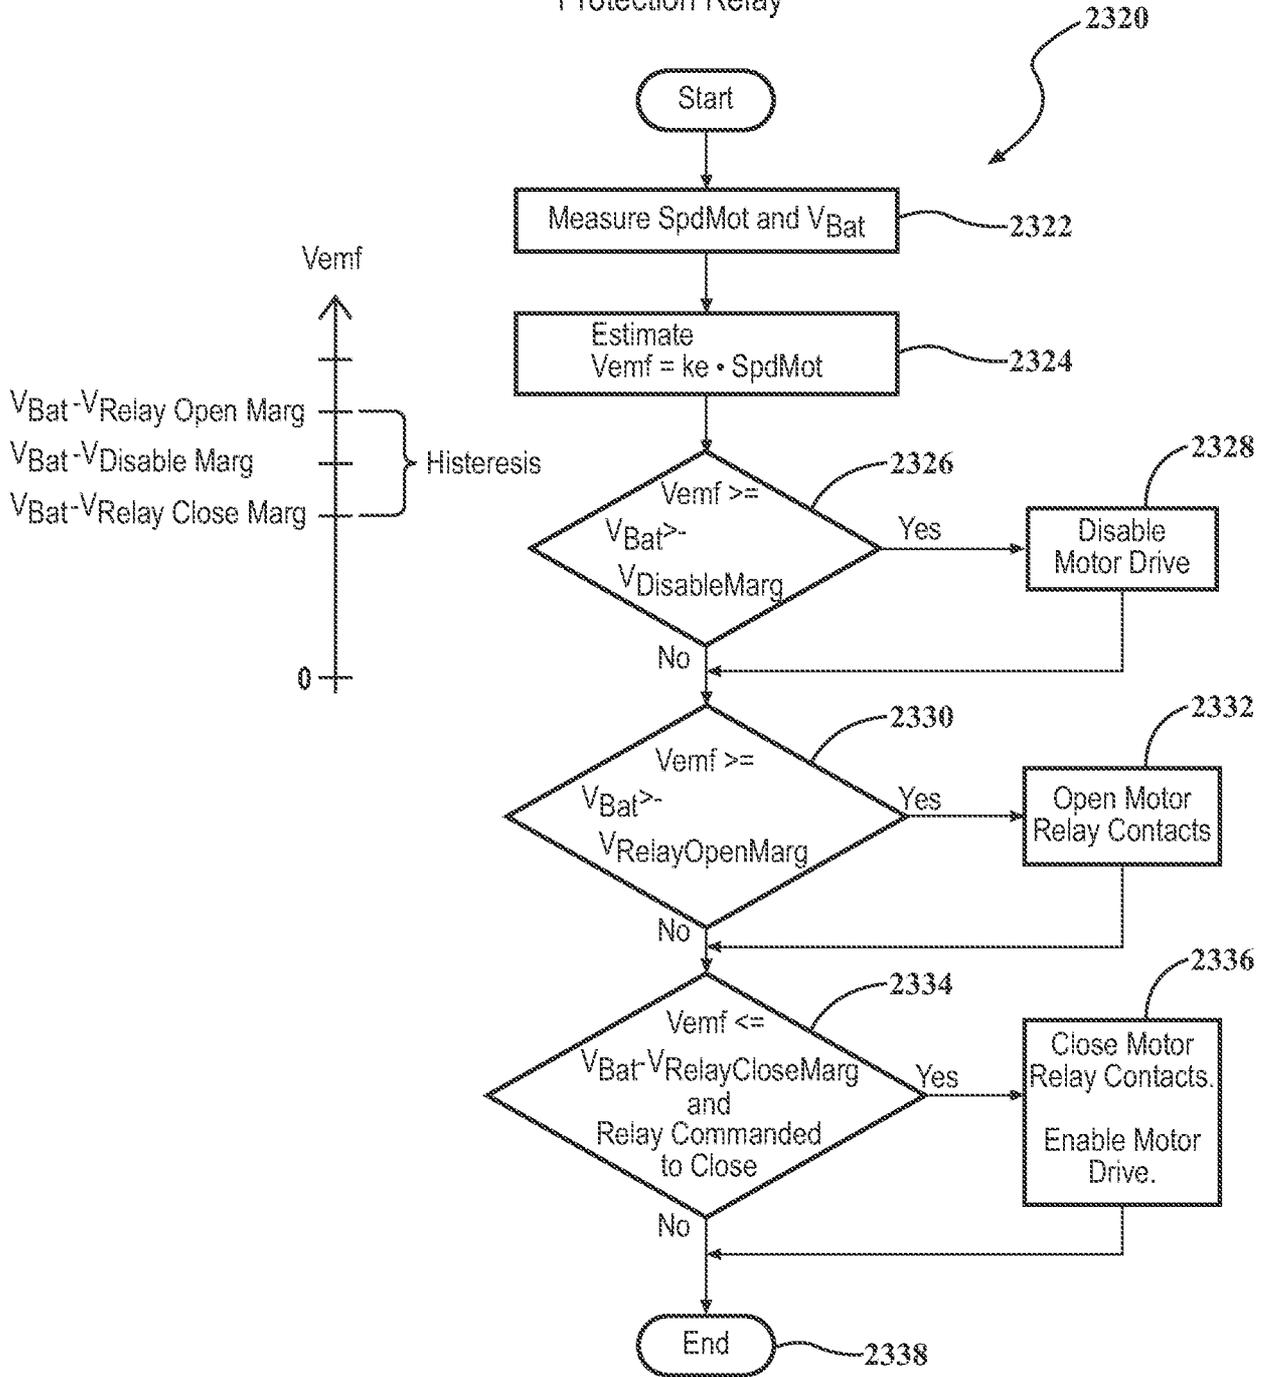 Protection Relay
2320
Start
Measure SpdMot and VBat
2322
Estimate
Vemf = ke • SpdMot
2324
Vemf
VBat-VRelay Open Marg
VBat-VDisable Marg
VBat-VRelay Close Marg
Histeresis
0
2326
Vemf >=
VBat>-
VDisableMarg
Yes
No
2328
Disable
Motor Drive
2330
Vemf >=
VBat>-
VRelayOpenMarg
Yes
No
2332
Open Motor
Relay Contacts
2334
Vemf <=
VBat-VRelayCloseMarg
and
Relay Commanded
to Close
Yes
No
2336
Close Motor
Relay Contacts.
Enable Motor
Drive.
End
2338